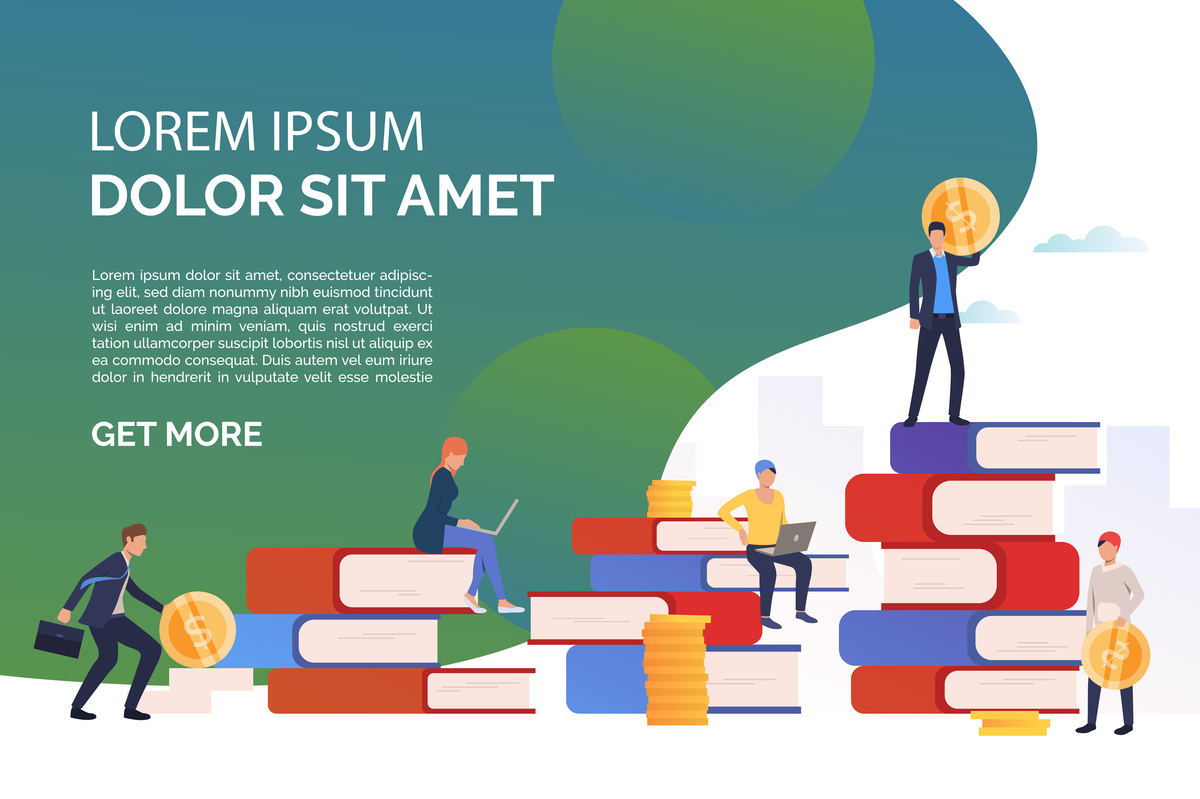 LOREM IPSUM
DOLOR SIT AMET
Lorem ipsum dolor sit amet, consectetuer adipisc-
ing elit, sed diam nonummy nibh euismod tincidunt
ut laoreet dolore magna aliquam erat volutpat. Ut
wisi enim ad minim veniam, quis nostrud exerci
tation ullamcorper suscipit lobortis nisl ut aliquip ex
ea commodo consequat. Duis autem vel eum iriure
dolor in hendrerit in vulputate velit esse molestie
GET MORE
$
$
$